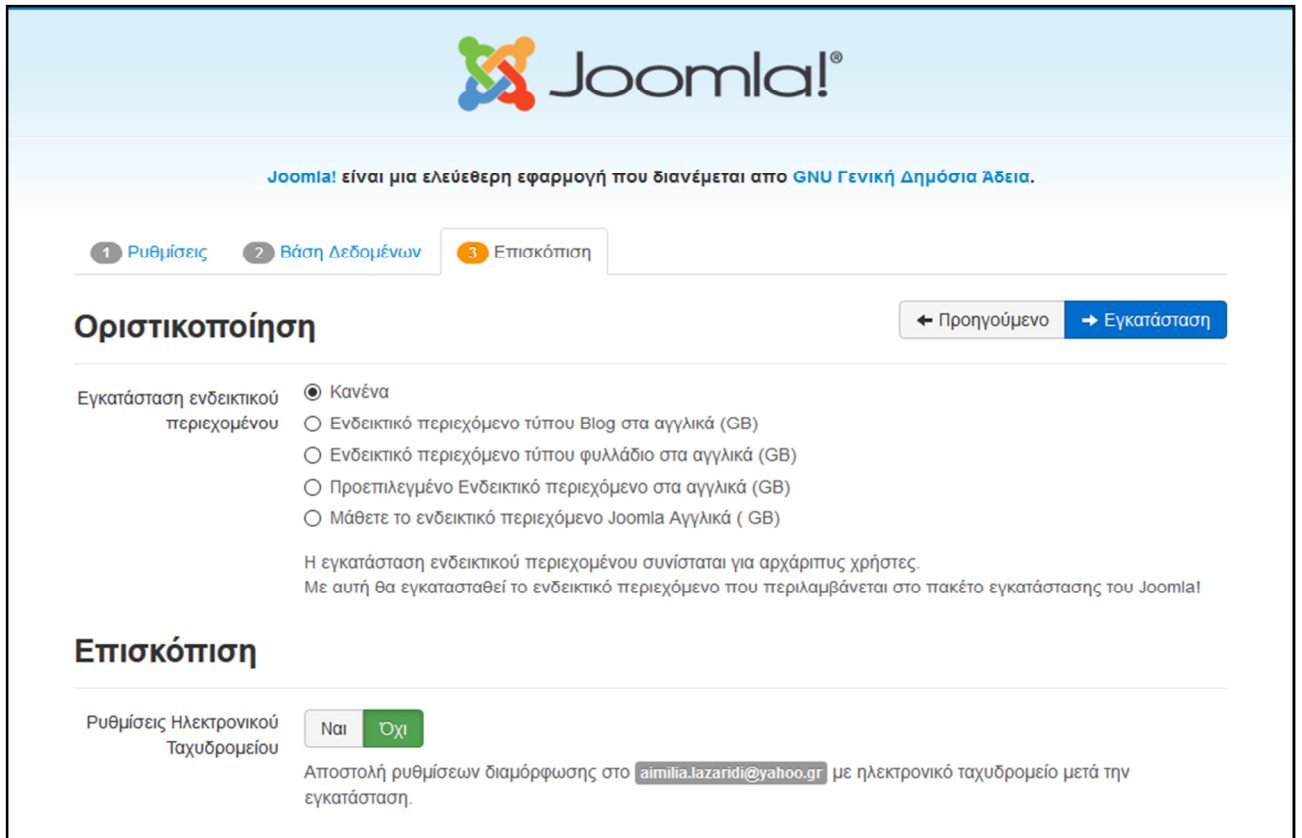 Joomla!®
Joomla! είναι μια ελεύεθερη εφαρμογή που διανέμεται απο GNU Γενική Δημόσια Άδεια.
1 Ρυθμίσεις 2 Βάση Δεδομένων 3 Επισκόπιση
Οριστικοποίηση
Προηγούμενο Εγκατάσταση
Εγκατάσταση ενδεικτικού
περιεχομένου
Κανένα
Ενδεικτικό περιεχόμενο τύπου Blog στα αγγλικά (GB)
Ενδεικτικό περιεχόμενο τύπου φυλλάδιο στα αγγλικά (GB)
Προεπιλεγμένο Ενδεικτικό περιεχόμενο στα αγγλικά (GB)
Μάθετε το ενδεικτικό περιεχόμενο Joomla Αγγλικά ( GB)
Η εγκατάσταση ενδεικτικού περιεχομένου συνίσταται για αρχάριπυς χρήστες.
Με αυτή θα εγκατασταθεί το ενδεικτικό περιεχόμενο που περιλαμβάνεται στο πακέτο εγκατάστασης του Joomla!
Επισκόπιση
Ρυθμίσεις Ηλεκτρονικού
Ταχυδρομείου
Ναι Όχι
Αποστολή ρυθμίσεων διαμόρφωσης στο aimilia.lazaridi@yahoo.gr με ηλεκτρονικό ταχυδρομείο μετά την
εγκατάσταση.